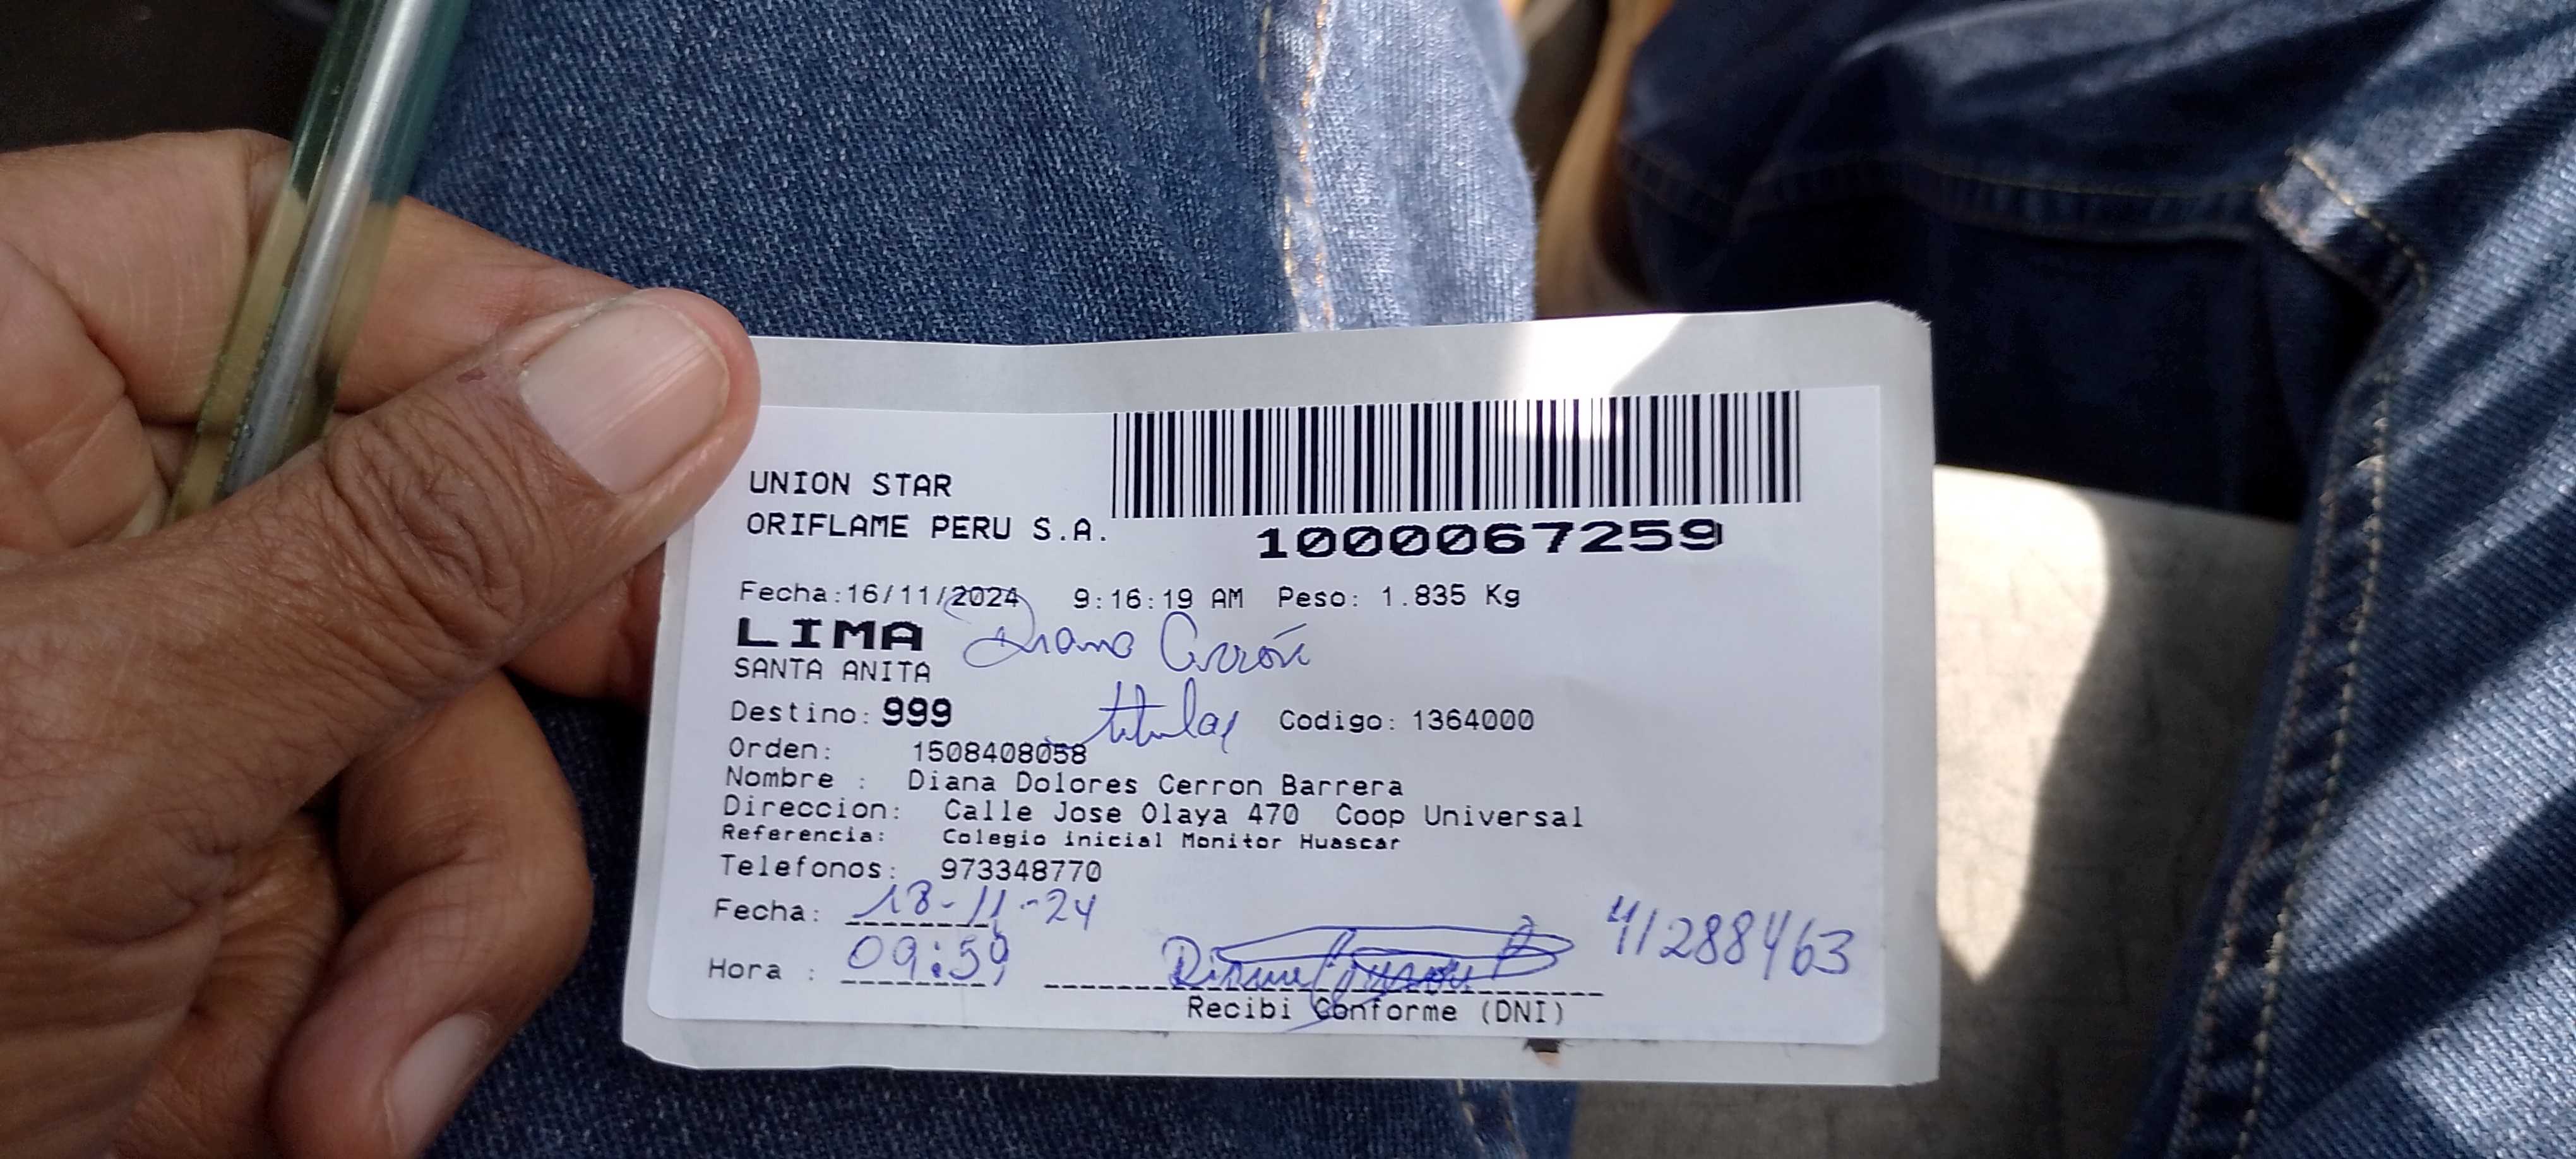 UNION STAR
ORIFLAME PERU S.A.
1000067259
Fecha:16/11/2024 9:16:19 AM Peso: 1.835 Kg
LIMA Diana Cerrón
SANTA ANITA
Destino: 999 titular Codigo: 1364000
Orden: 1508408058
Nombre : Diana Dolores Cerron Barrera
Direccion: Calle Jose Olaya 470 Coop Universal
Referencia: Colegio inicial Monitor Huascar
Telefonos: 973348770
Fecha: 18-11-24
Hora : 09:59 41288463
Recibi Conforme (DNI)